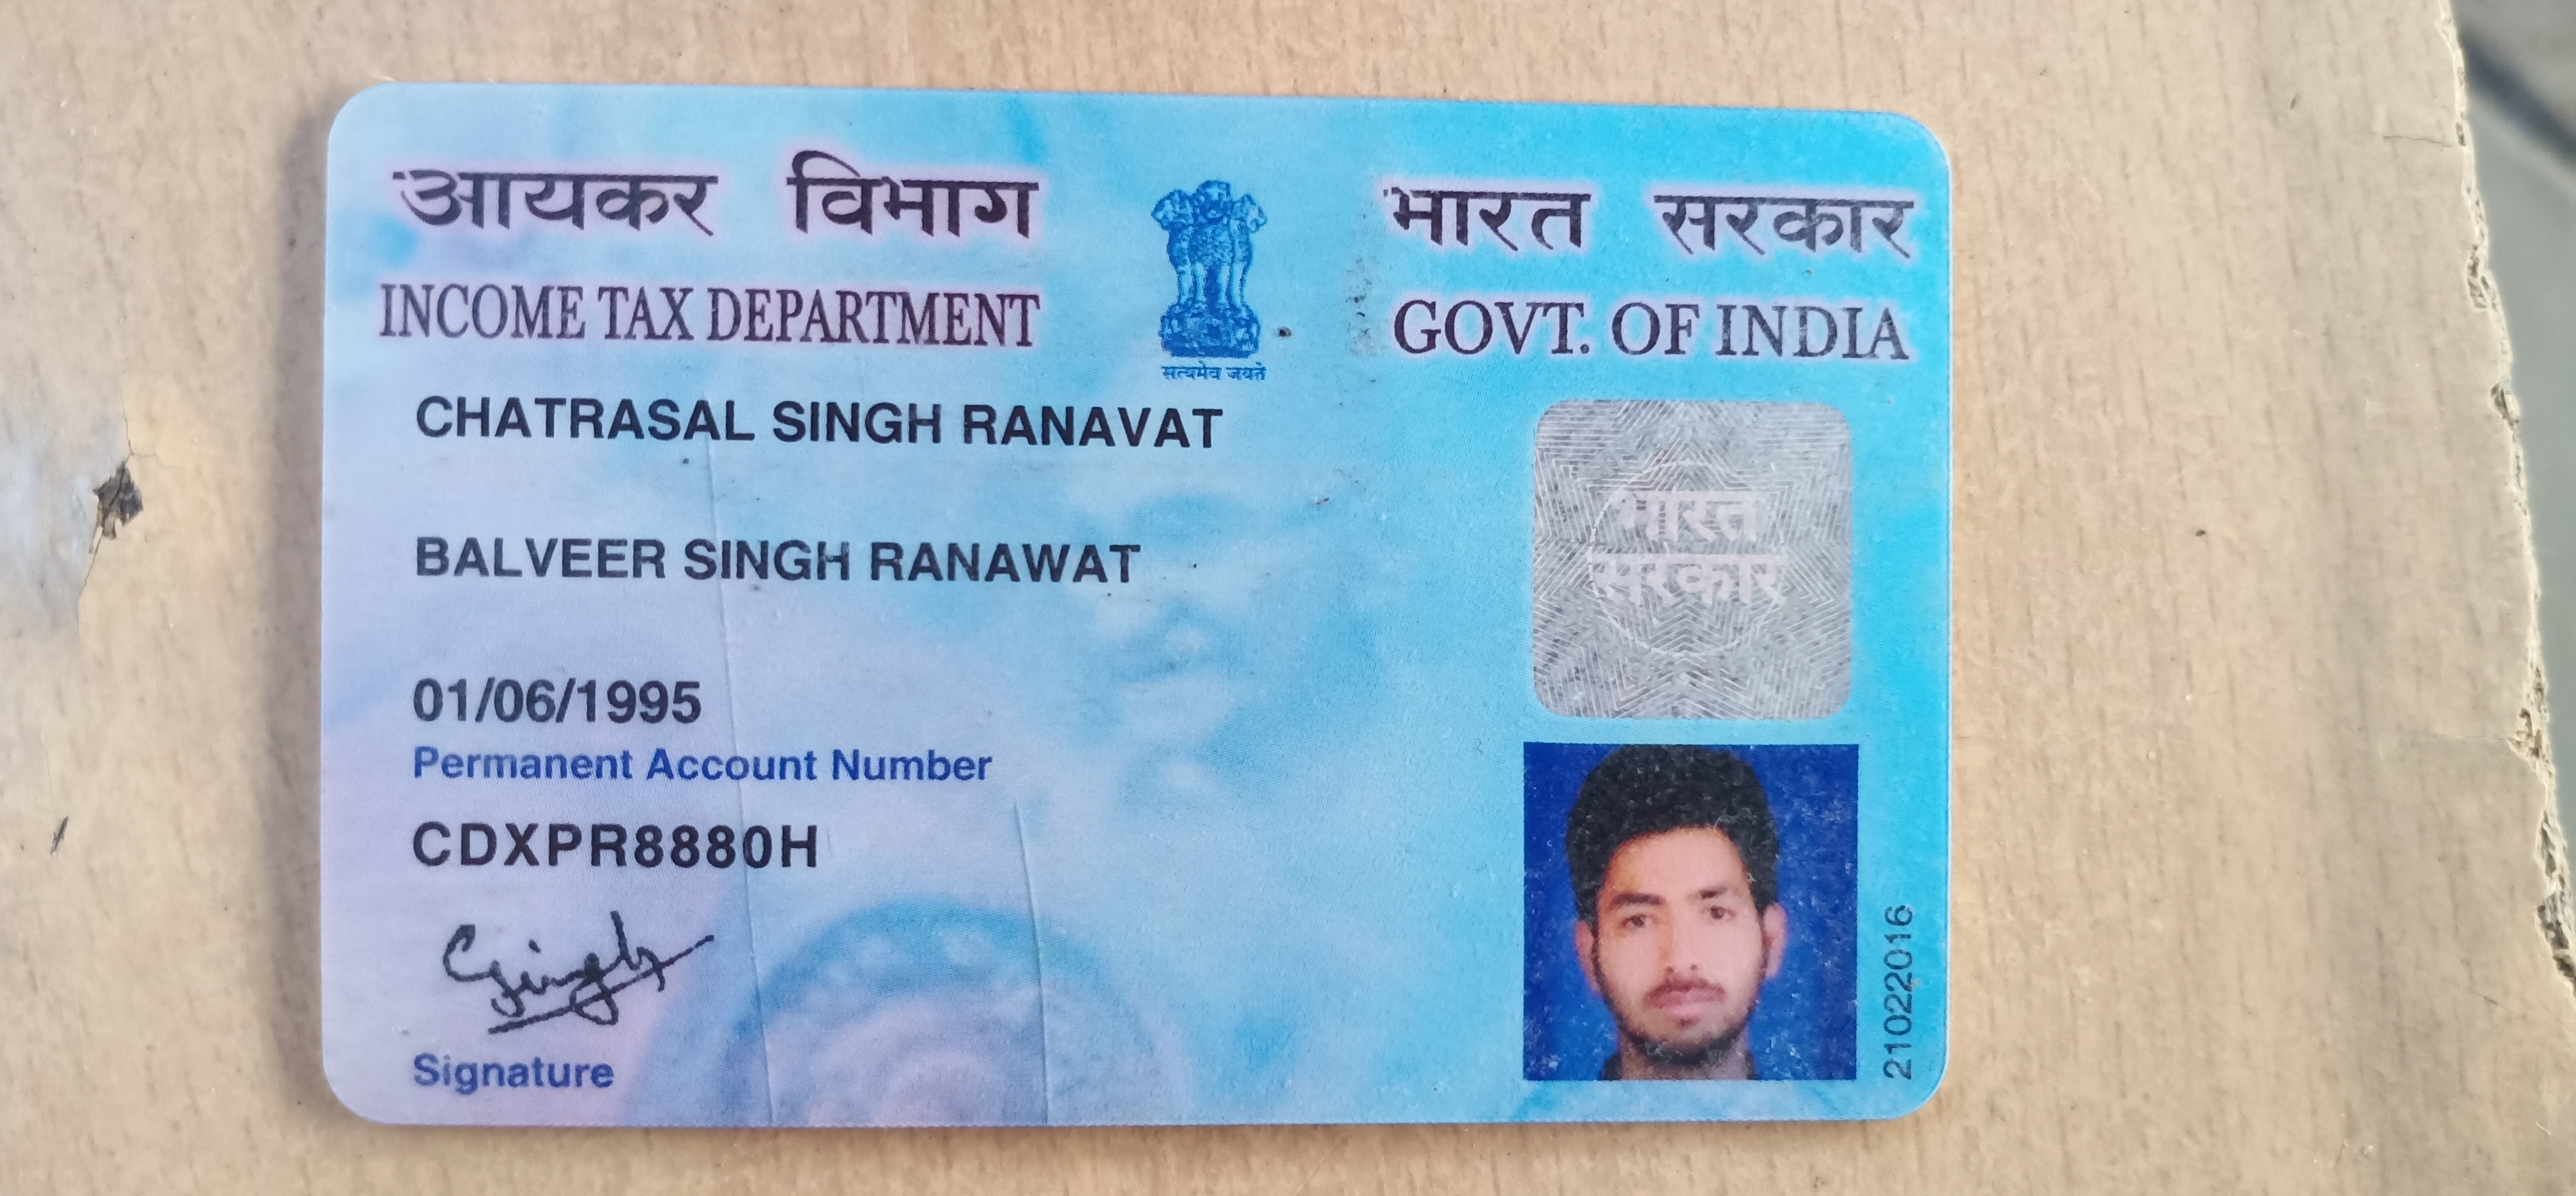 आयकर विभाग
INCOME TAX DEPARTMENT
सत्यमेव जयते
भारत सरकार
GOVT. OF INDIA
CHATRASAL SINGH RANAVAT
BALVEER SINGH RANAWAT
01/06/1995
Permanent Account Number
CDXPR8880H
Singh
Signature
भारत
सरकार
21022016